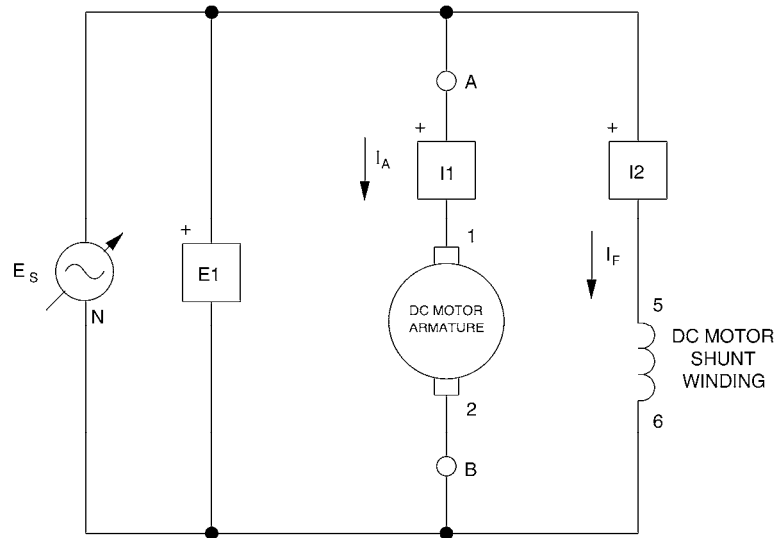 A
+
I_A
I1
+
I2
1
+
E1
E_S
N
I_F
DC MOTOR
ARMATURE
5
DC MOTOR
SHUNT
WINDING
2
6
B